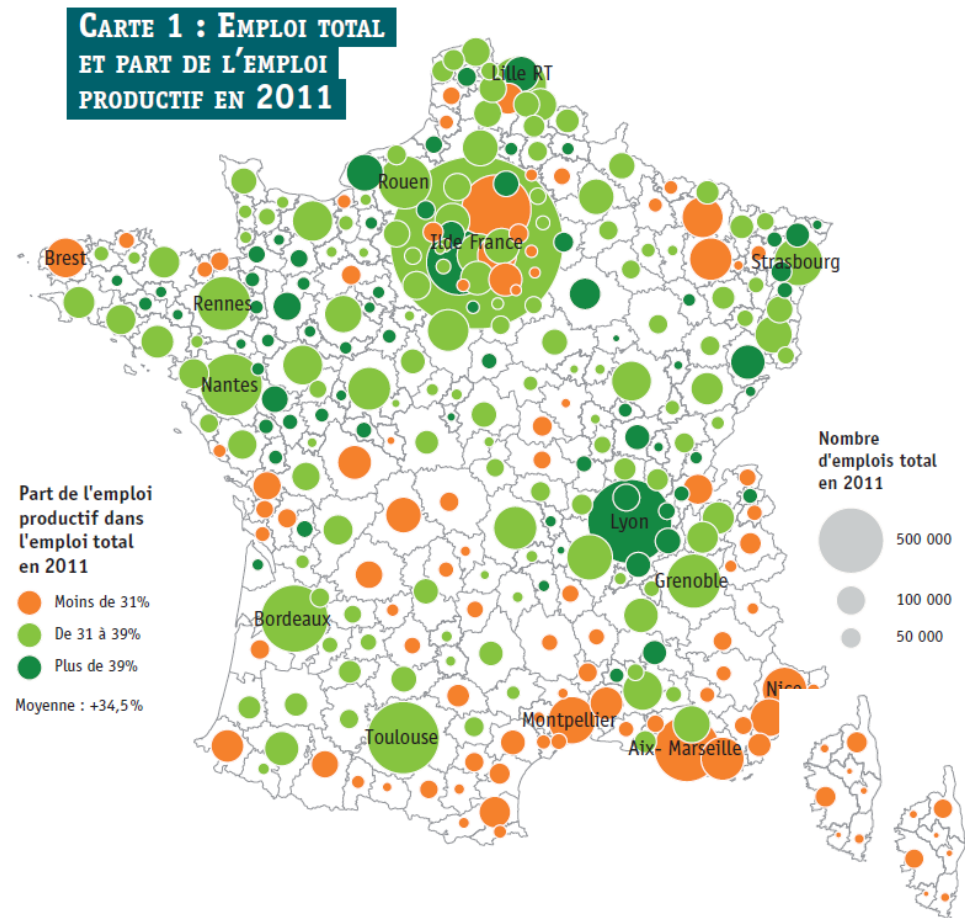 CARTE 1 : EMPLOI TOTAL
ET PART DE L'EMPLOI
PRODUCTIF EN 2011
Lille RT
Rouen
Ilde France
Brest
Strasbourg
Rennes
Nantes
Nombre
d'emplois total
en 2011
500 000
100 000
50 000
Part de l'emploi
productif dans
l'emploi total
en 2011
Moins de 31%
De 31 à 39%
Plus de 39%
Moyenne : +34,5%
Lyon
Grenoble
Bordeaux
Nice
Montpellier
Toulouse
Aix- Marseille